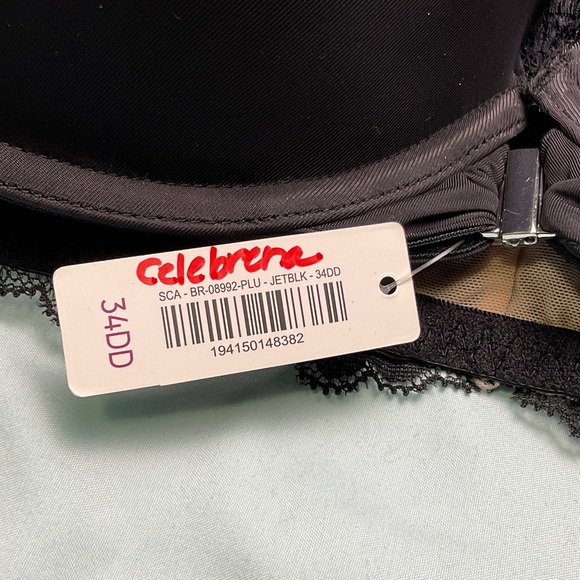 Celebrena
SCA - BR-08992-PLU - JETBLK - 34DD
194150148382
34DD